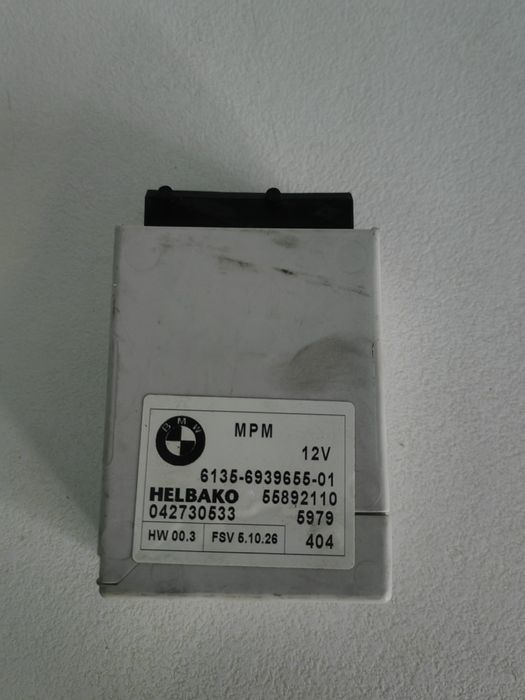 BMW
MPM
12V
6135-6939655-01
HELBAKO 55892110
042730533 5979
HW 00.3 FSV 5.10.26 404